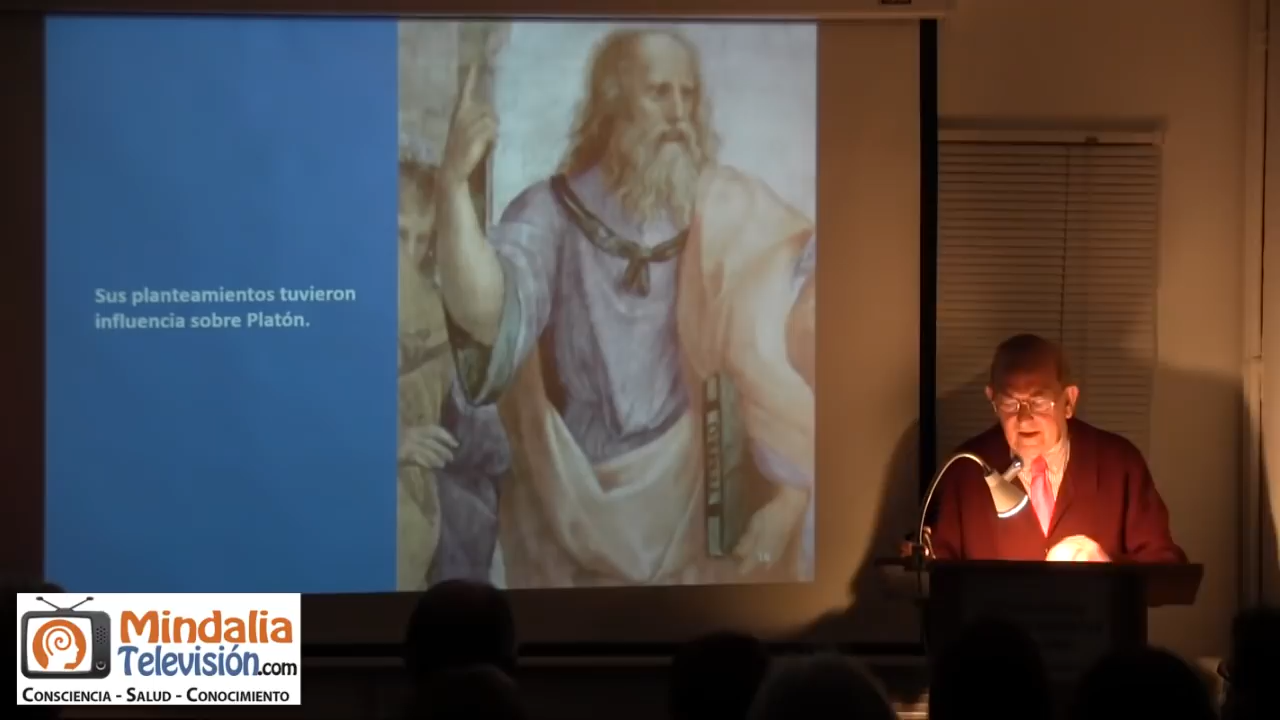 Sus planteamientos tuvieron
influencia sobre Platón.
Mindalia
Televisión.com
CONSCIENCIA - SALUD - CONOCIMIENTO